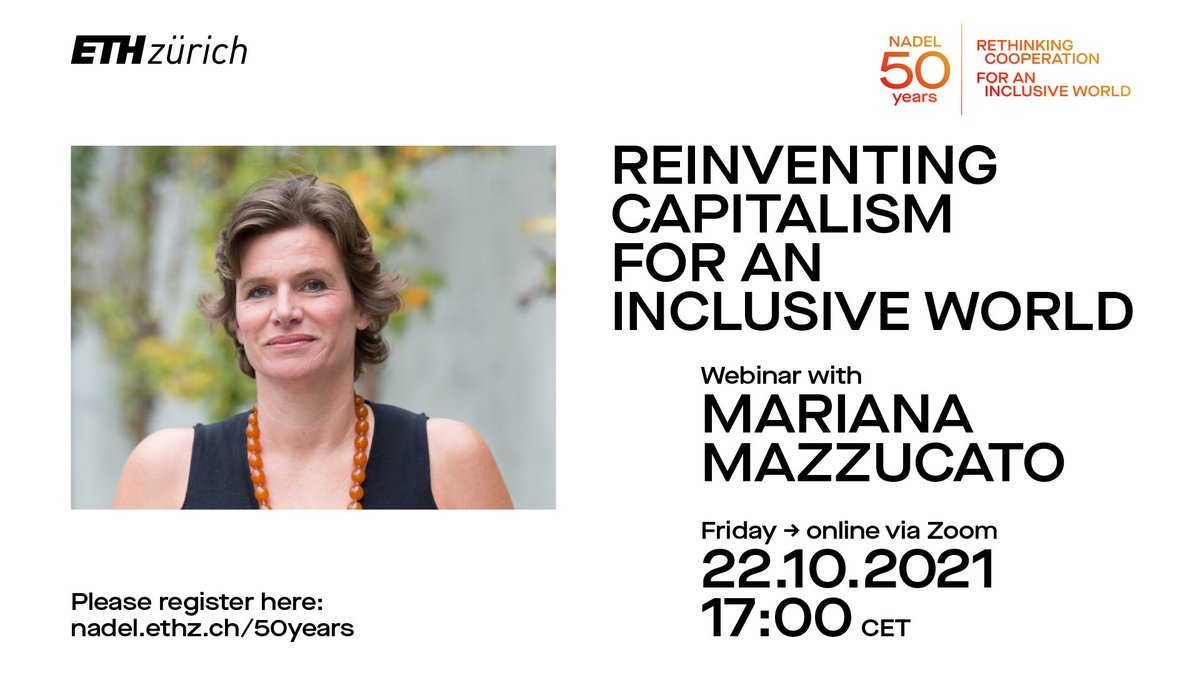 ETH zürich
NADEL
50
years
RETHINKING
COOPERATION
FOR AN
INCLUSIVE WORLD
REINVENTING
CAPITALISM
FOR AN
INCLUSIVE WORLD
Webinar with
MARIANA
MAZZUCATO
Friday → online via Zoom
22.10.2021
17:00 CET
Please register here:
nadel.ethz.ch/50years